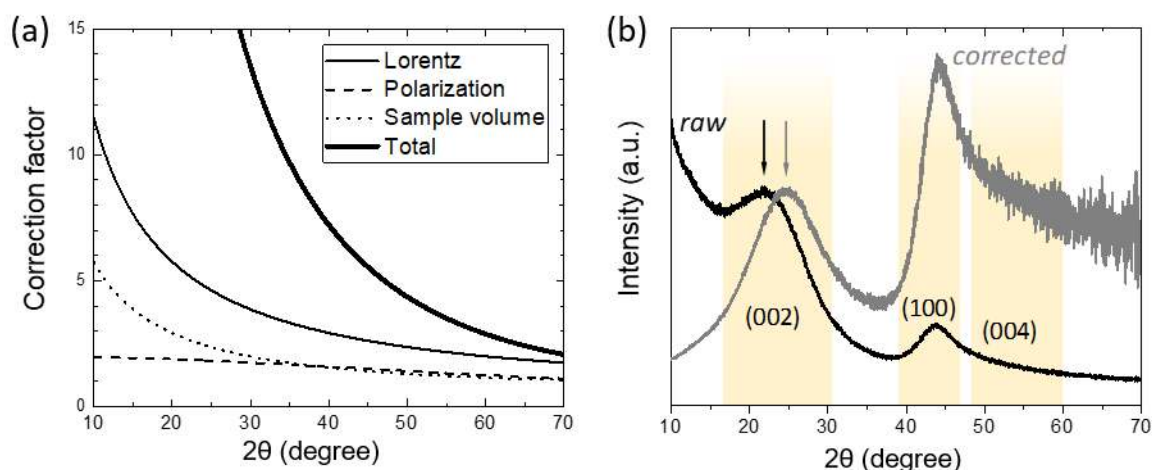 (a)
15
10
5
0
Correction factor
Lorentz
Polarization
Sample volume
Total
10 20 30 40 50 60 70
2θ (degree)
(b)
Intensity (a.u.)
raw
corrected
(002)
(100)
(004)
10 20 30 40 50 60 70
2θ (degree)